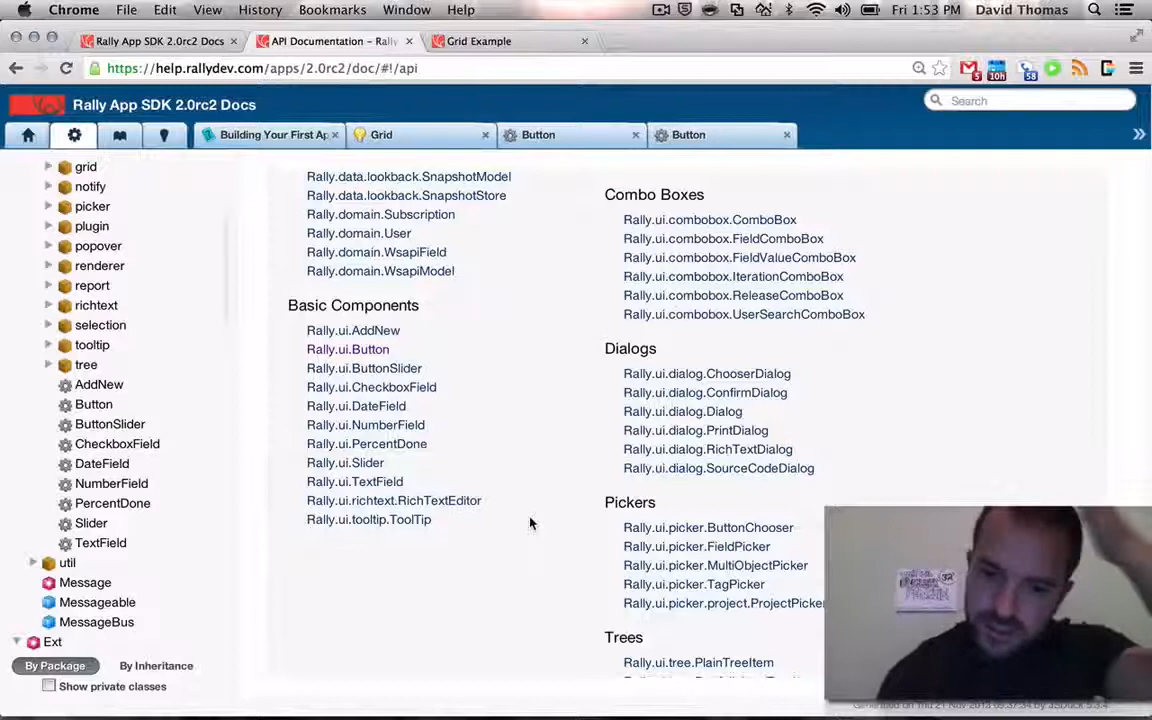 Chrome File Edit View History Bookmarks Window Help
5
Fri 1:53 PM David Thomas
Rally App SDK 2.0rc2 Docs
API Documentation - Rally
Grid Example
https://help.rallydev.com/apps/2.0rc2/doc/#!/api
5 10h 58
Rally App SDK 2.0rc2 Docs
Search
Building Your First Ap
Grid
Button
Button
grid
notify
picker
plugin
popover
renderer
report
richtext
selection
tooltip
tree
AddNew
Button
ButtonSlider
CheckboxField
DateField
NumberField
PercentDone
Slider
TextField
util
Message
Messageable
MessageBus
Ext
By Package
By Inheritance
Show private classes
Rally.data.lookback.SnapshotModel
Rally.data.lookback.SnapshotStore
Rally.domain.Subscription
Rally.domain.User
Rally.domain.WsapiField
Rally.domain.WsapiModel
Basic Components
Rally.ui.AddNew
Rally.ui.Button
Rally.ui.ButtonSlider
Rally.ui.CheckboxField
Rally.ui.DateField
Rally.ui.NumberField
Rally.ui.PercentDone
Rally.ui.Slider
Rally.ui.TextField
Rally.ui.richtext.RichTextEditor
Rally.ui.tooltip.ToolTip
Combo Boxes
Rally.ui.combobox.ComboBox
Rally.ui.combobox.FieldComboBox
Rally.ui.combobox.FieldValueComboBox
Rally.ui.combobox.IterationComboBox
Rally.ui.combobox.ReleaseComboBox
Rally.ui.combobox.UserSearchComboBox
Dialogs
Rally.ui.dialog.ChooserDialog
Rally.ui.dialog.ConfirmDialog
Rally.ui.dialog.Dialog
Rally.ui.dialog.PrintDialog
Rally.ui.dialog.RichTextDialog
Rally.ui.dialog.SourceCodeDialog
Pickers
Rally.ui.picker.ButtonChooser
Rally.ui.picker.FieldPicker
Rally.ui.picker.MultiObjectPicker
Rally.ui.picker.TagPicker
Rally.ui.picker.project.ProjectPicker
Trees
Rally.ui.tree.PlainTreeItem